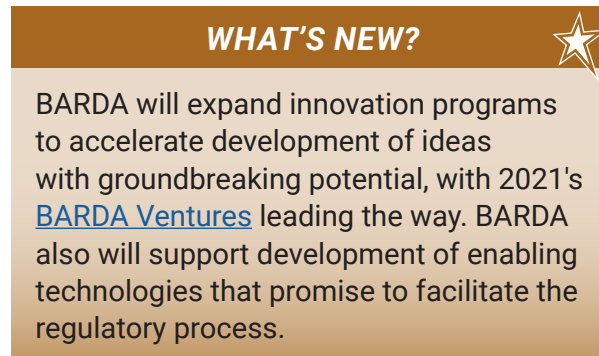 WHAT'S NEW?
BARDA will expand innovation programs
to accelerate development of ideas
with groundbreaking potential, with 2021's
BARDA Ventures leading the way. BARDA
also will support development of enabling
technologies that promise to facilitate the
regulatory process.